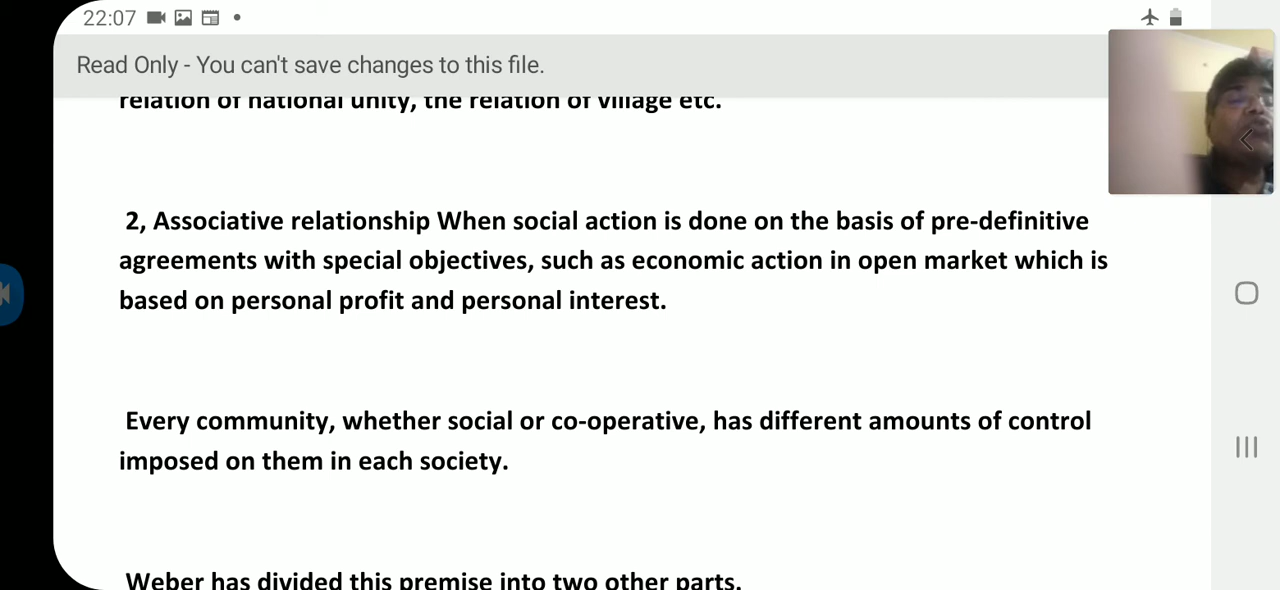 22:07
Read Only - You can't save changes to this file.
relation of national unity, the relation of village etc.
2, Associative relationship When social action is done on the basis of pre-definitive
agreements with special objectives, such as economic action in open market which is
based on personal profit and personal interest.
Every community, whether social or co-operative, has different amounts of control
imposed on them in each society.
Weber has divided this premise into two other parts.